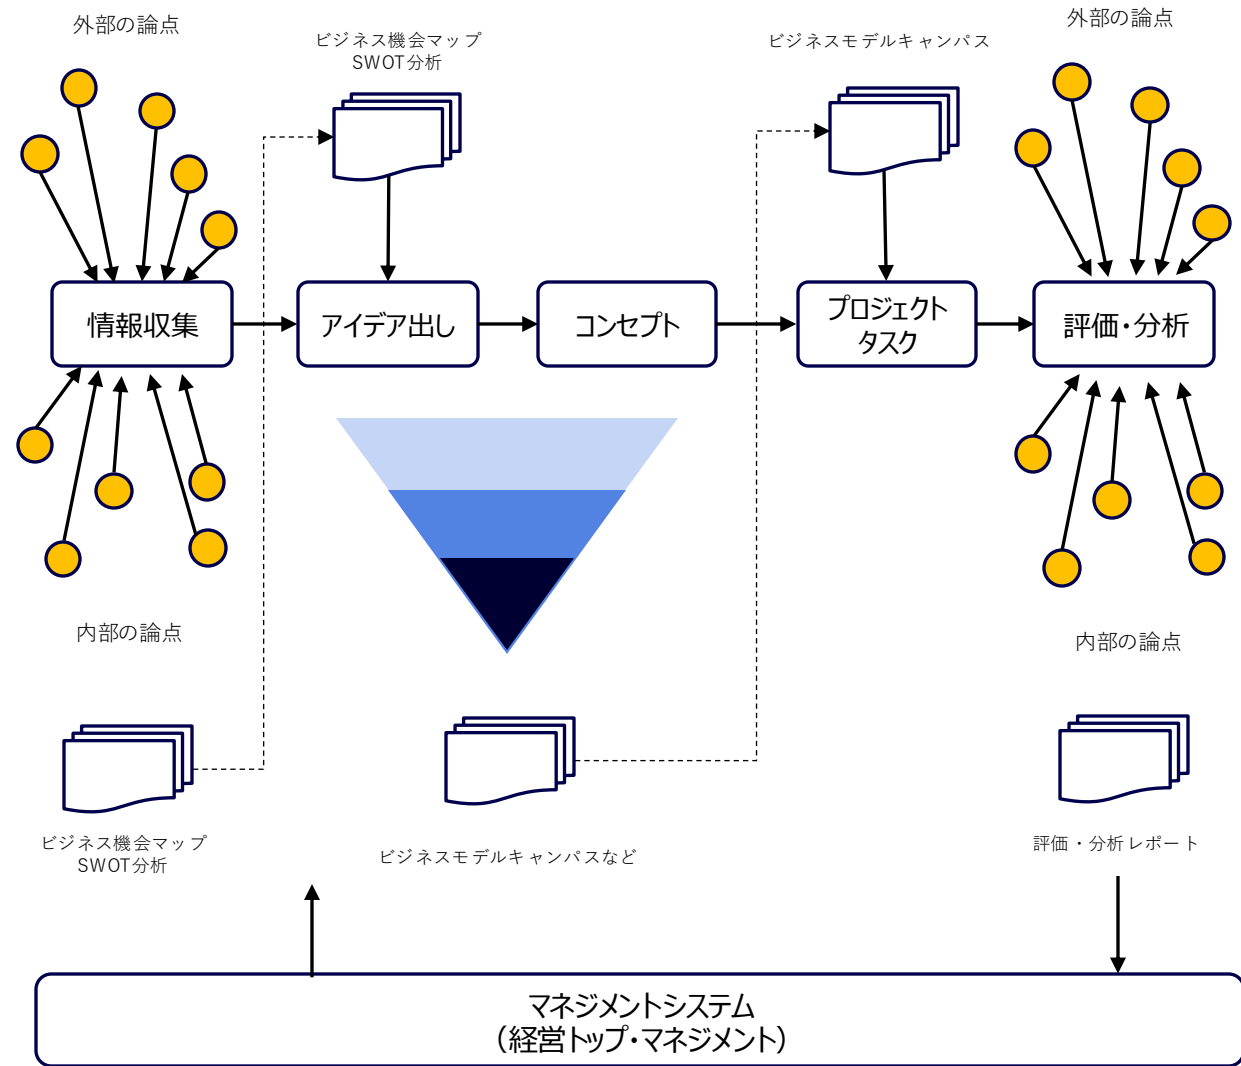 外部の論点
ビジネス機会マップ
SWOT分析
ビジネスモデルキャンパス
外部の論点
情報収集
アイデア出し
コンセプト
プロジェクト
タスク
評価・分析
内部の論点
内部の論点
ビジネス機会マップ
SWOT分析
ビジネスモデルキャンパスなど
評価・分析レポート
マネジメントシステム
（経営トップ・マネジメント）